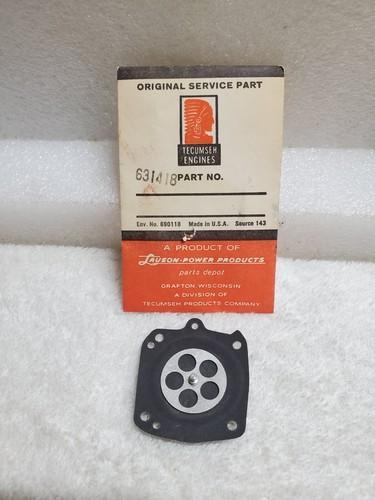 ORIGINAL SERVICE PART
TECUMSEH
ENGINES
631418 PART NO.
Env. No. 690118 Made in U.S.A. Source 143
A PRODUCT OF
LAUSON-POWER PRODUCTS
parts depot
GRAFTON, WISCONSIN
A DIVISION OF
TECUMSEH PRODUCTS COMPANY